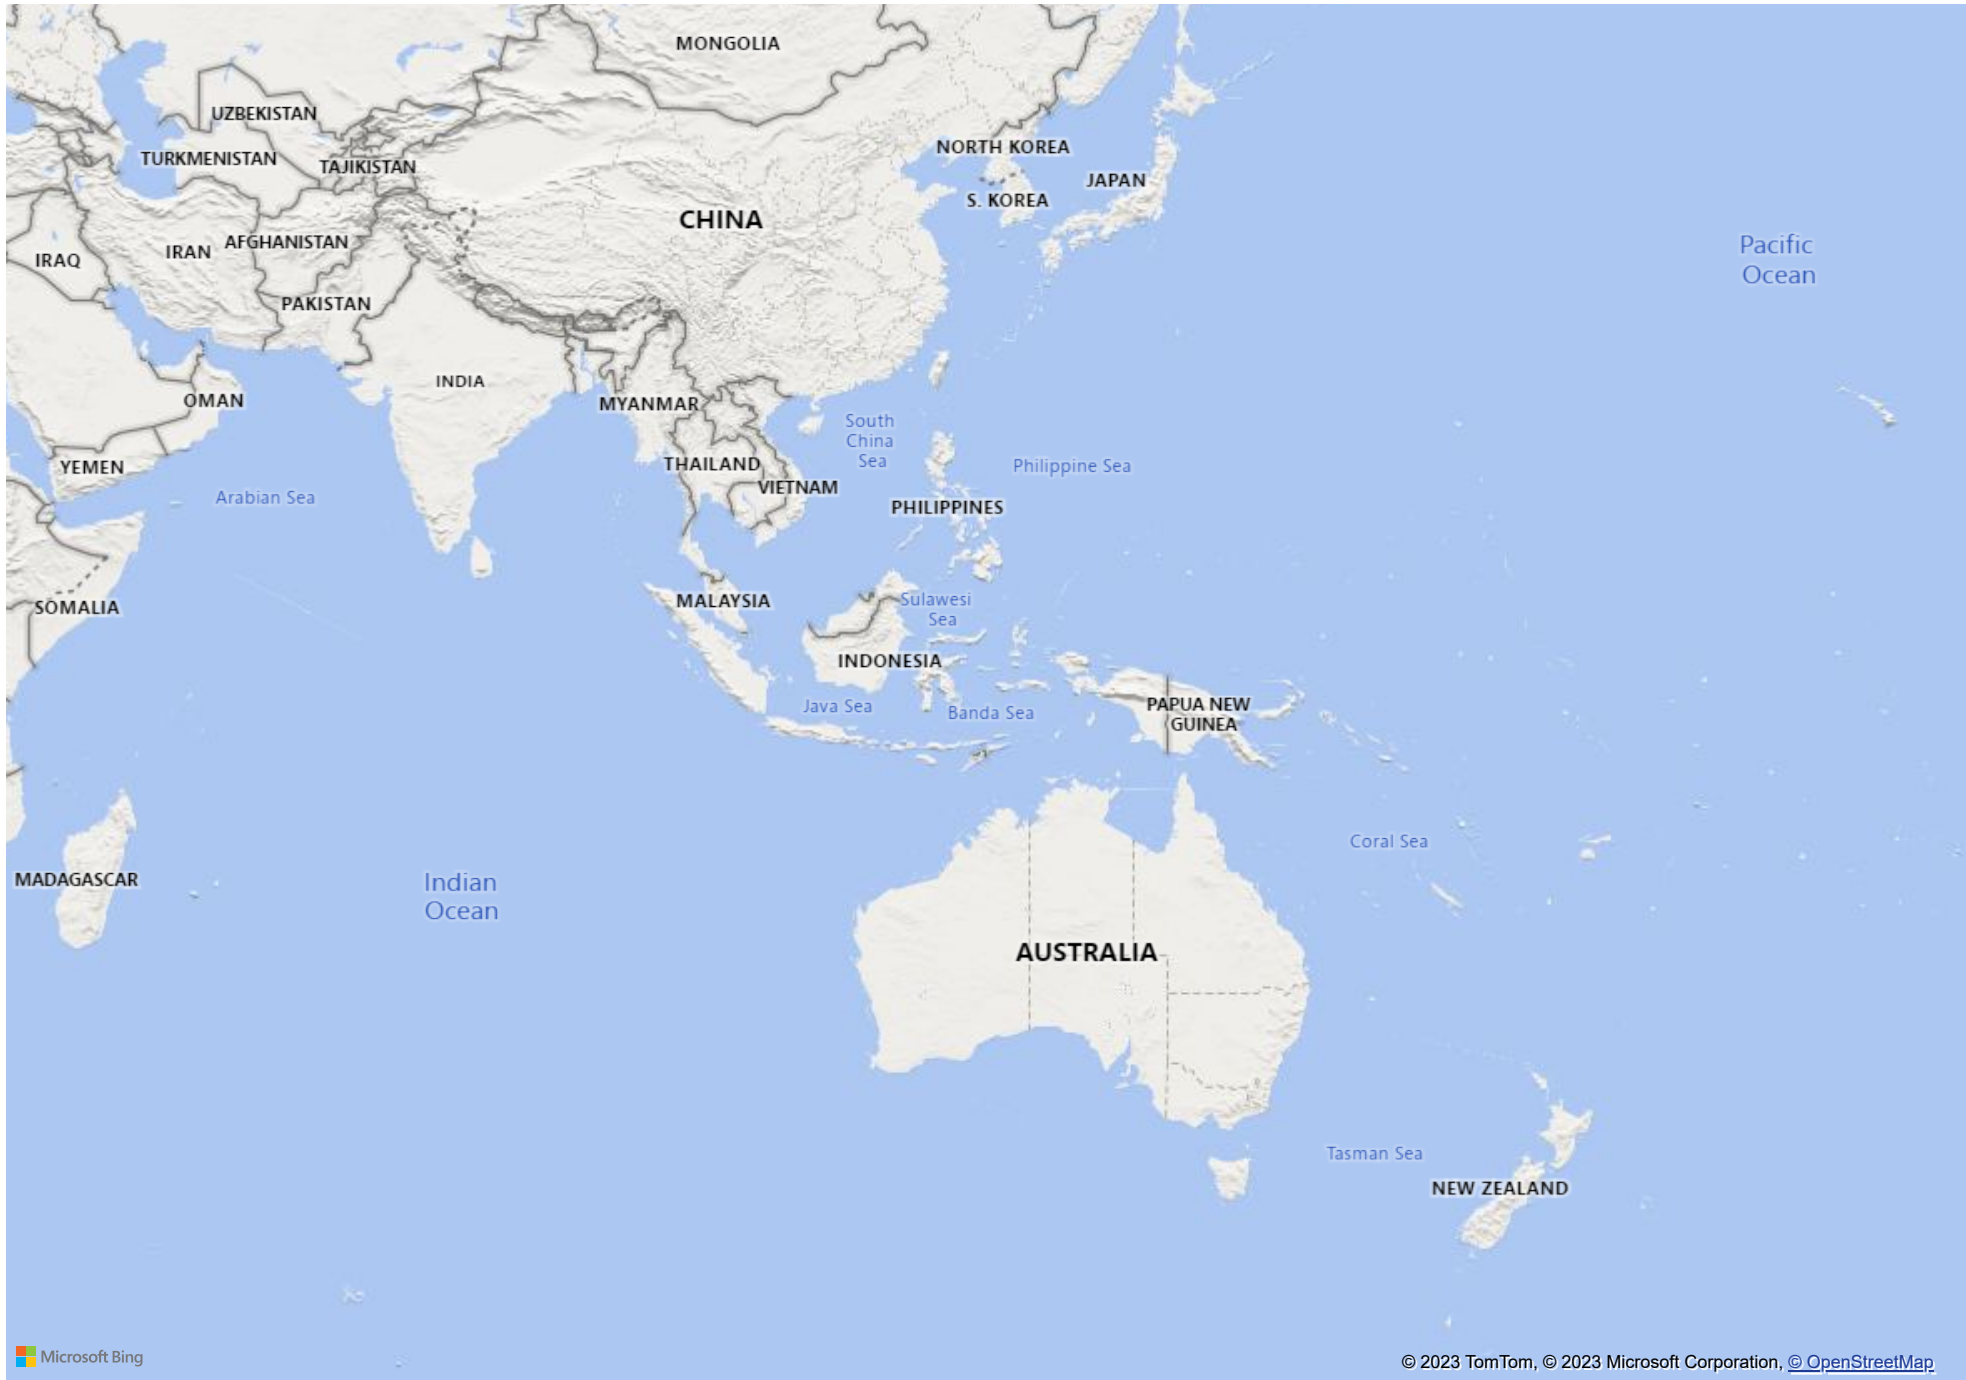 MONGOLIA
UZBEKISTAN
TURKMENISTAN
TAJIKISTAN
NORTH KOREA
JAPAN
S. KOREA
CHINA
AFGHANISTAN
IRAN
IRAQ
PAKISTAN
Pacific
Ocean
INDIA
OMAN
MYANMAR
South
China
Sea
YEMEN
THAILAND
Philippine Sea
VIETNAM
Arabian Sea
PHILIPPINES
SOMALIA
MALAYSIA
Sulawesi
Sea
INDONESIA
Java Sea
Banda Sea
PAPUA NEW
GUINEA
Coral Sea
MADAGASCAR
Indian
Ocean
AUSTRALIA
Tasman Sea
NEW ZEALAND
Microsoft Bing
© 2023 TomTom, © 2023 Microsoft Corporation, © OpenStreetMap